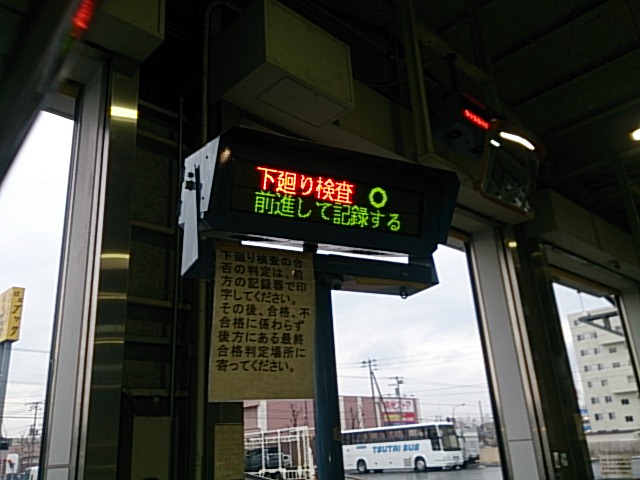 下廻り検査 ○
前進して記録する
下廻り検査の合
否の判定は、前
方の記録器で印
字してください。
その後、合格、不
合格に係わらず
後方にある最終
合格判定場所に
寄ってください。
TSUTAI BUS